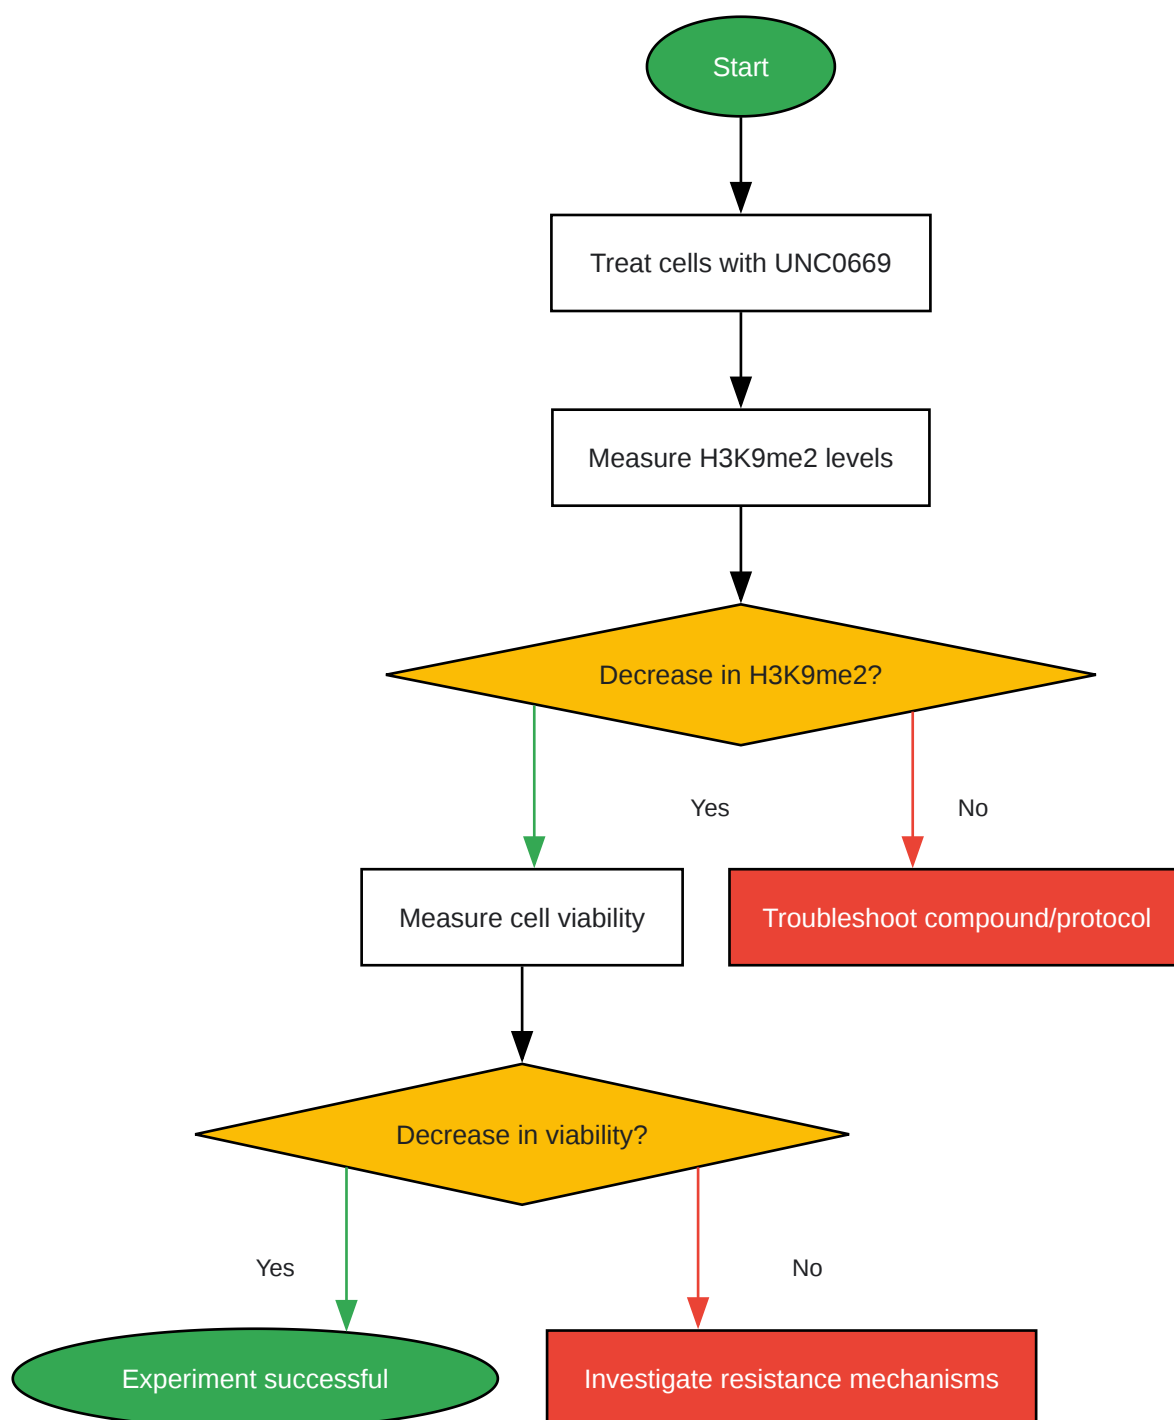 Start
Treat cells with UNC0669
Measure H3K9me2 levels
Decrease in H3K9me2?
Yes
No
Measure cell viability
Troubleshoot compound/protocol
Decrease in viability?
Yes
No
Experiment successful
Investigate resistance mechanisms